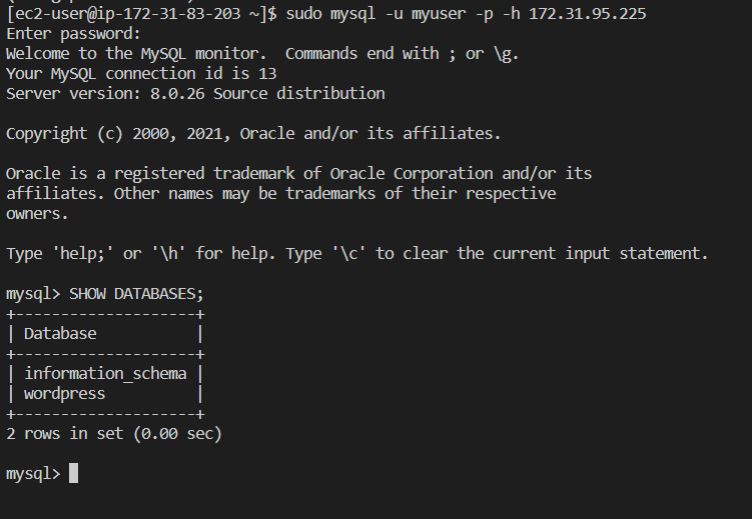 [ec2-user@ip-172-31-83-203 ~]$ sudo mysql -u myuser -p -h 172.31.95.225
Enter password:
Welcome to the MySQL monitor.  Commands end with ; or \g.
Your MySQL connection id is 13
Server version: 8.0.26 Source distribution

Copyright (c) 2000, 2021, Oracle and/or its affiliates.

Oracle is a registered trademark of Oracle Corporation and/or its
affiliates. Other names may be trademarks of their respective
owners.

Type 'help;' or '\h' for help. Type '\c' to clear the current input statement.

mysql> SHOW DATABASES;
+--------------------+
| Database           |
+--------------------+
| information_schema |
| wordpress          |
+--------------------+
2 rows in set (0.00 sec)

mysql>